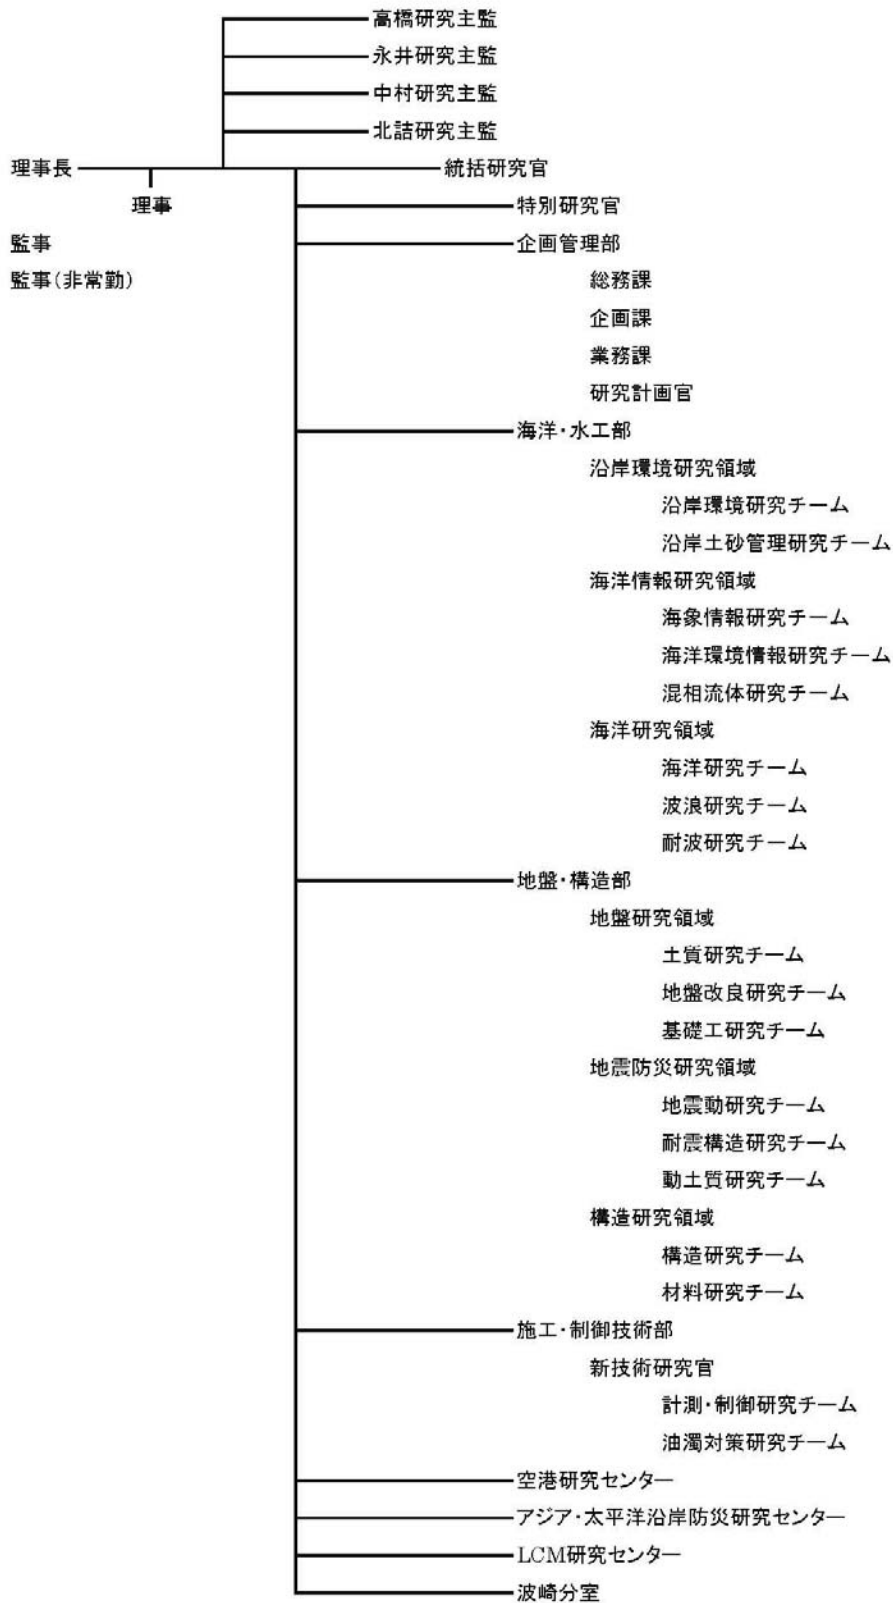 高橋研究主監
永井研究主監
中村研究主監
北詰研究主監
理事長 統括研究官
理事 特別研究官
監事 企画管理部
監事(非常勤) 総務課
企画課
業務課
研究計画官
海洋・水工部
沿岸環境研究領域
沿岸環境研究チーム
沿岸土砂管理研究チーム
海洋情報研究領域
海象情報研究チーム
海洋環境情報研究チーム
混相流体研究チーム
海洋研究領域
海洋研究チーム
波浪研究チーム
耐波研究チーム
地盤・構造部
地盤研究領域
土質研究チーム
地盤改良研究チーム
基礎工研究チーム
地震防災研究領域
地震動研究チーム
耐震構造研究チーム
動土質研究チーム
構造研究領域
構造研究チーム
材料研究チーム
施工・制御技術部
新技術研究官
計測・制御研究チーム
油濁対策研究チーム
空港研究センター
アジア・太平洋沿岸防災研究センター
LCM研究センター
波崎分室